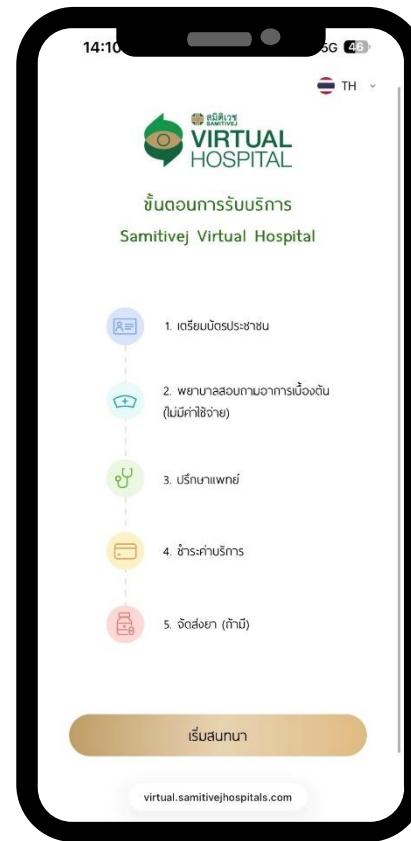 14:10
5G 46
TH
สมิติเวช
SAMITIVEJ
VIRTUAL
HOSPITAL
ขั้นตอนการรับบริการ
Samitivej Virtual Hospital
1. เตรียมบัตรประชาชน
2. พยาบาลสอบถามอาการเบื้องต้น
(ไม่มีค่าใช้จ่าย)
3. ปรึกษาแพทย์
4. ชำระค่าบริการ
5. จัดส่งยา (ถ้ามี)
เริ่มสนทนา
virtual.samitivejhospitals.com